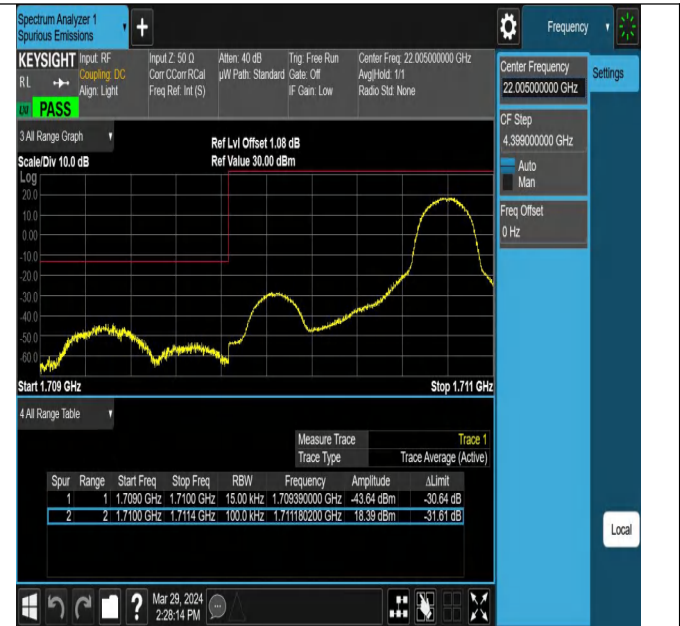 Spectrum Analyzer 1
Spurious Emissions
Frequency
KEYSIGHT Input: RF
Coupling: DC
Align: Light
Input Z: 50 Ω
Corr CCorr RCal
Freq Ref: Int (S)
Atten: 40 dB
µW Path: Standard
Trig: Free Run
Gate: Off
IF Gain: Low
Center Freq: 22.005000000 GHz
Avg|Hold: 1/1
Radio Std: None
R L
PASS
Center Frequency
22.005000000 GHz
Settings
CF Step
4.399000000 GHz
Auto
Man
Freq Offset
0 Hz
3 All Range Graph
Scale/Div 10.0 dB
Ref Lvl Offset 1.08 dB
Ref Value 30.00 dBm
Log
20.0
10.0
0.00
-10.0
-20.0
-30.0
-40.0
-50.0
-60.0
Start 1.709 GHz Stop 1.711 GHz
4 All Range Table
Measure Trace Trace 1
Trace Type Trace Average (Active)
Spur Range Start Freq Stop Freq RBW Frequency Amplitude ΔLimit
1 1 1.7090 GHz 1.7100 GHz 15.00 kHz 1.709390000 GHz -43.64 dBm -30.64 dB
2 2 1.7100 GHz 1.7114 GHz 100.0 kHz 1.711180200 GHz 18.39 dBm -31.61 dB
Local
Mar 29, 2024
2:28:14 PM